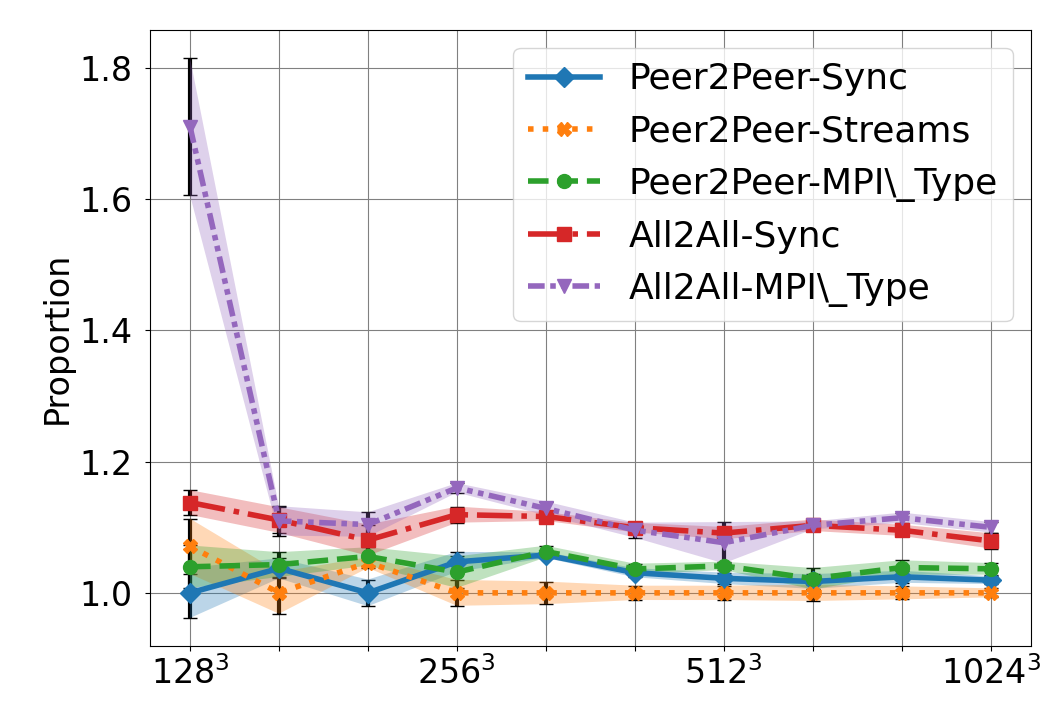 Proportion
1.8
1.6
1.4
1.2
1.0
128³
256³
512³
1024³
Peer2Peer-Sync
Peer2Peer-Streams
Peer2Peer-MPI\_Type
All2All-Sync
All2All-MPI\_Type